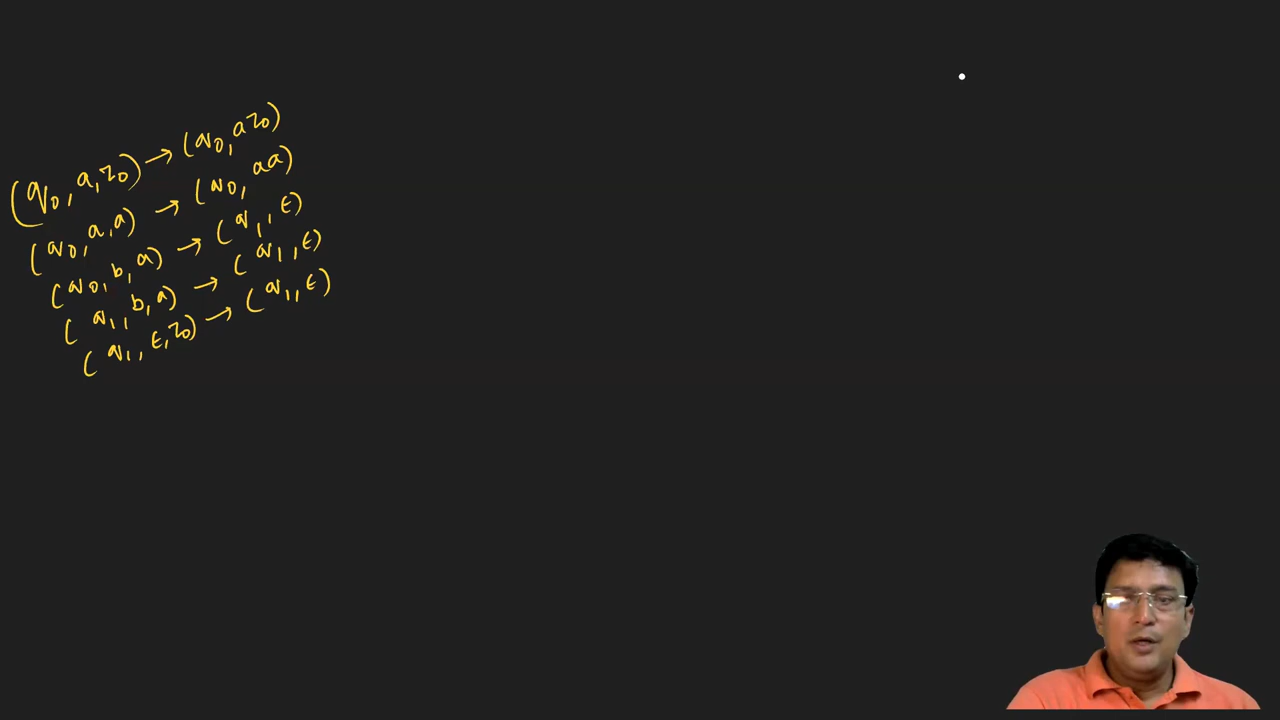 (q0, a, z0) → (q0, az0)
(q0, a, a) → (q0, aa)
(q0, b, a) → (q1, ε)
(q1, b, a) → (q1, ε)
(q1, ε, z0) → (q1, ε)